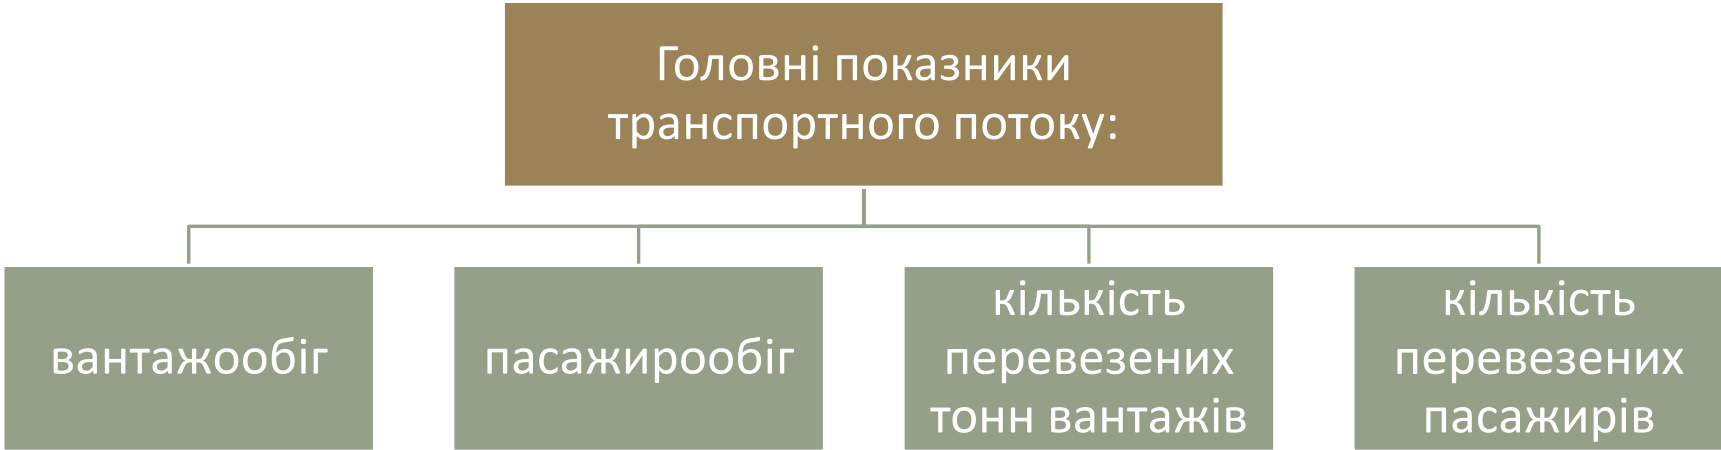 Головні показники
транспортного потоку:
вантажообіг
пасажирообіг
кількість
перевезених
тонн вантажів
кількість
перевезених
пасажирів